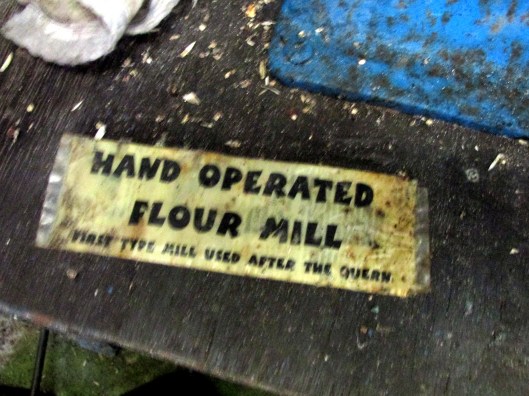 HAND OPERATED
FLOUR MILL
FIRST TYPE MILL USED AFTER THE QUERN